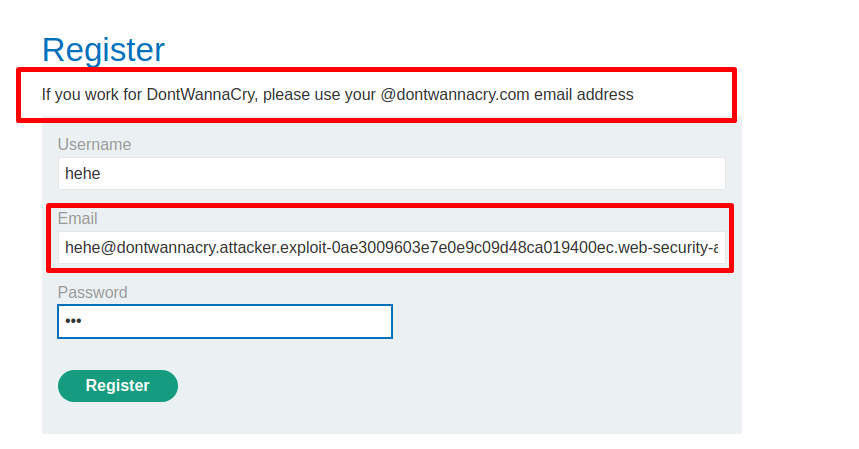 Register
If you work for DontWannaCry, please use your @dontwannacry.com email address
Username
hehe
Email
hehe@dontwannacry.attacker.exploit-0ae3009603e7e0e9c09d48ca019400ec.web-security-a
Password
•••
Register